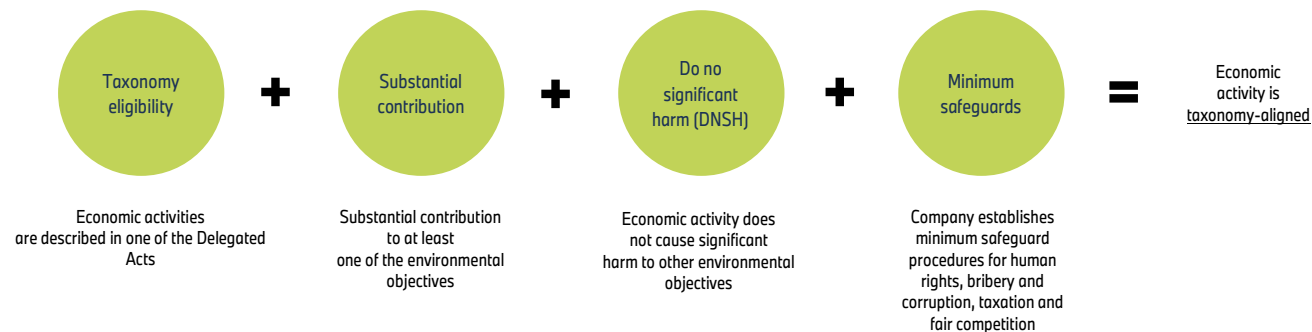 Taxonomy
eligibility
+
Substantial
contribution
+
Do no
significant
harm (DNSH)
+
Minimum
safeguards
=
Economic
activity is
taxonomy-aligned
Economic activities
are described in one of the Delegated
Acts
Substantial contribution
to at least
one of the environmental
objectives
Economic activity does
not cause significant
harm to other environmental
objectives
Company establishes
minimum safeguard
procedures for human
rights, bribery and
corruption, taxation and
fair competition